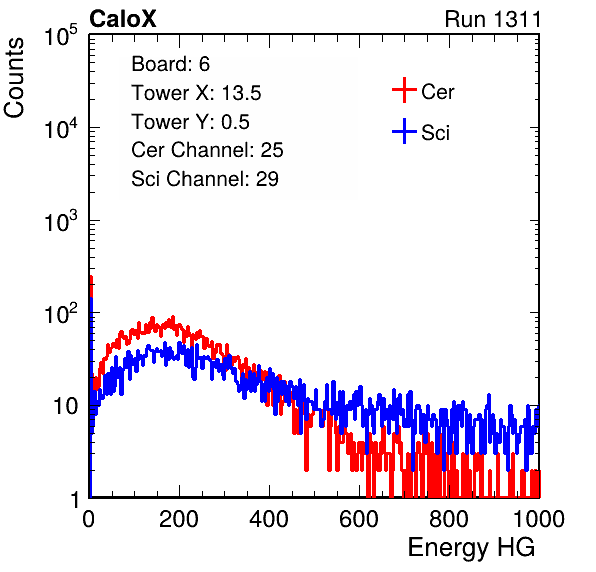 CaloX Run 1311
Counts
10^5
10^4
10^3
10^2
10
1
Board: 6
Tower X: 13.5
Tower Y: 0.5
Cer Channel: 25
Sci Channel: 29
Cer
Sci
0 200 400 600 800 1000
Energy HG